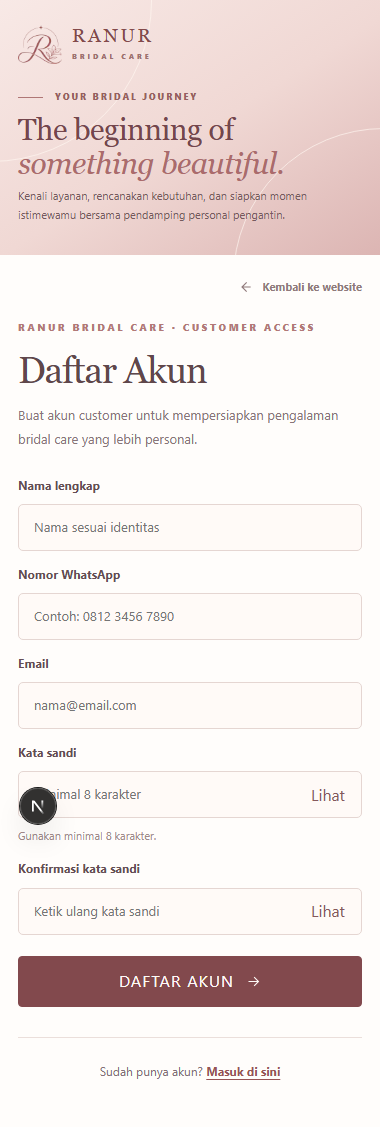 RANUR
BRIDAL CARE
YOUR BRIDAL JOURNEY
The beginning of
something beautiful.
Kenali layanan, rencanakan kebutuhan, dan siapkan momen
istimewamu bersama pendamping personal pengantin.
← Kembali ke website
RANUR BRIDAL CARE · CUSTOMER ACCESS
Daftar Akun
Buat akun customer untuk mempersiapkan pengalaman
bridal care yang lebih personal.
Nama lengkap
Nama sesuai identitas
Nomor WhatsApp
Contoh: 0812 3456 7890
Email
nama@email.com
Kata sandi
8 karakter Lihat
N
Gunakan minimal 8 karakter.
Konfirmasi kata sandi
Ketik ulang kata sandi Lihat
DAFTAR AKUN →
Sudah punya akun? Masuk di sini